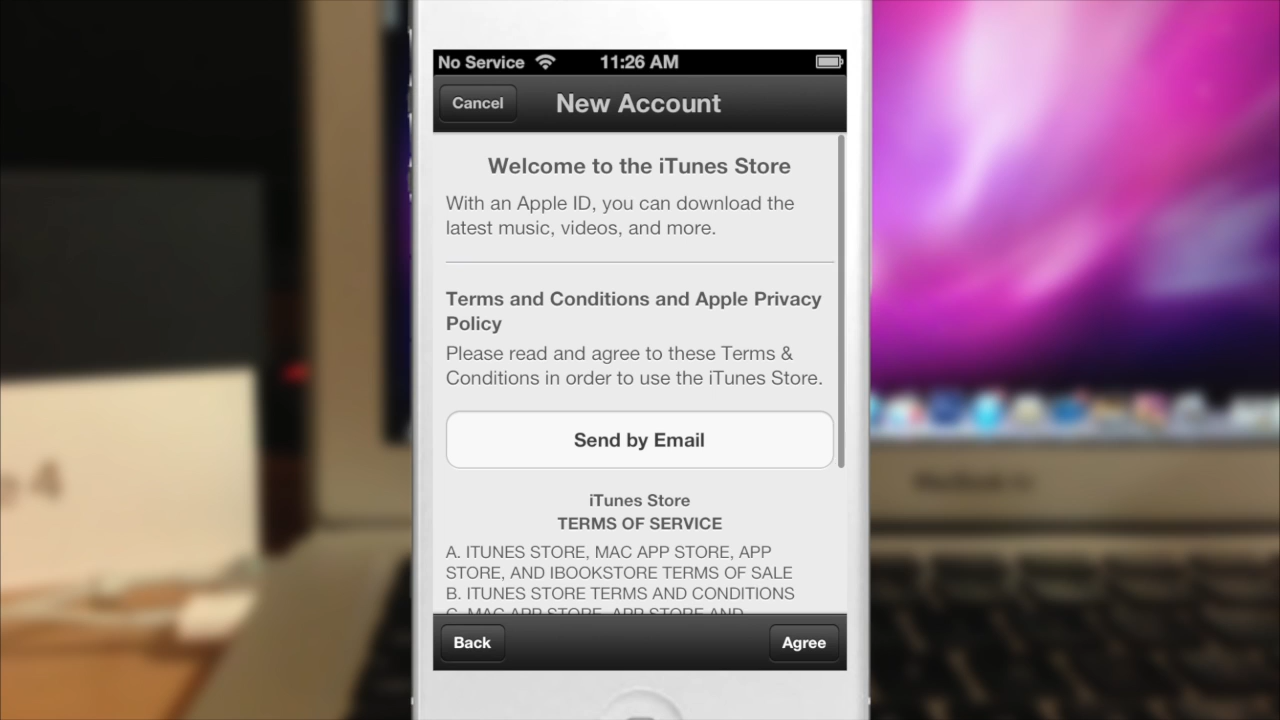 No Service 11:26 AM
Cancel New Account
Welcome to the iTunes Store
With an Apple ID, you can download the
latest music, videos, and more.
Terms and Conditions and Apple Privacy
Policy
Please read and agree to these Terms &
Conditions in order to use the iTunes Store.
Send by Email
iTunes Store
TERMS OF SERVICE
A. ITUNES STORE, MAC APP STORE, APP
STORE, AND IBOOKSTORE TERMS OF SALE
B. ITUNES STORE TERMS AND CONDITIONS
C. MAC APP STORE, APP STORE AND
Back Agree
MacBook Air
4